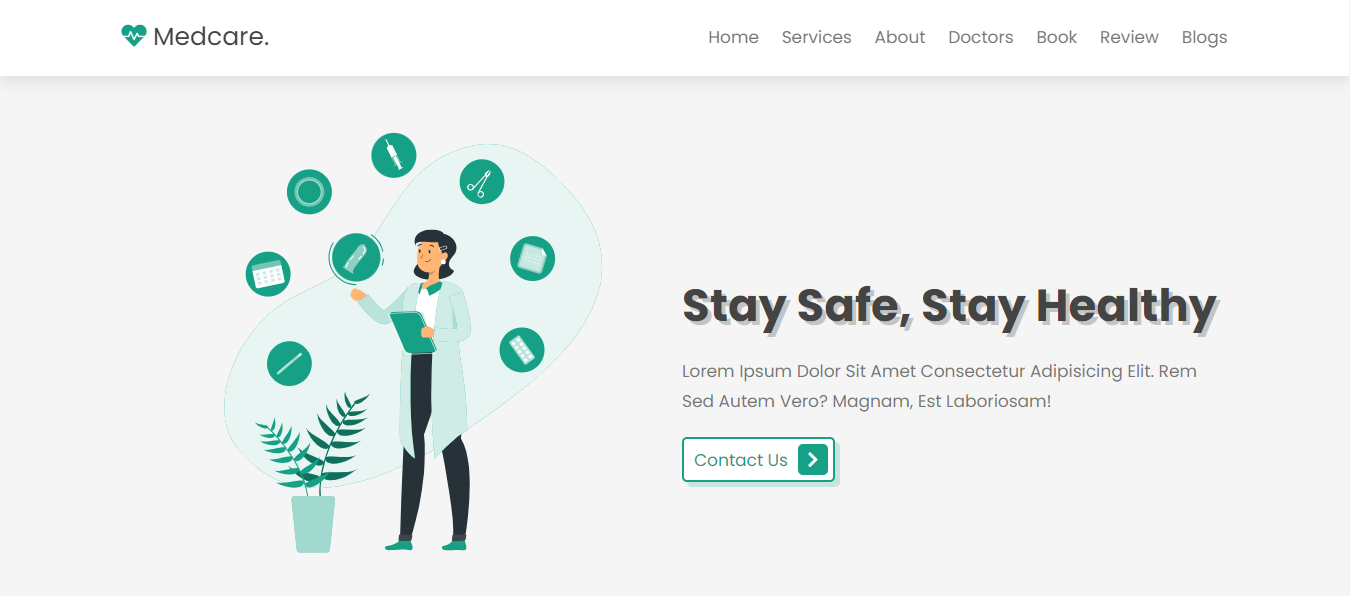 Medcare.
Home Services About Doctors Book Review Blogs
Stay Safe, Stay Healthy
Lorem Ipsum Dolor Sit Amet Consectetur Adipisicing Elit. Rem
Sed Autem Vero? Magnam, Est Laboriosam!
Contact Us